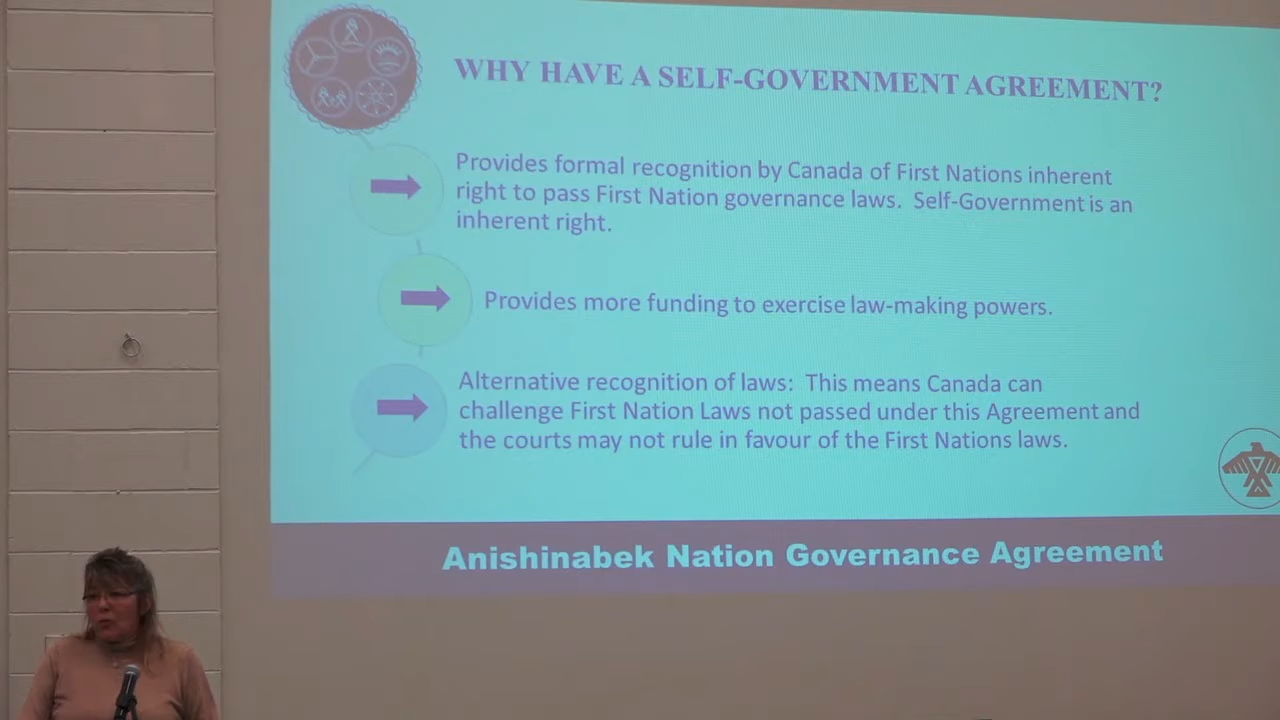 WHY HAVE A SELF-GOVERNMENT AGREEMENT?
Provides formal recognition by Canada of First Nations inherent
right to pass First Nation governance laws.  Self-Government is an
inherent right.
Provides more funding to exercise law-making powers.
Alternative recognition of laws:  This means Canada can
challenge First Nation Laws not passed under this Agreement and
the courts may not rule in favour of the First Nations laws.
Anishinabek Nation Governance Agreement